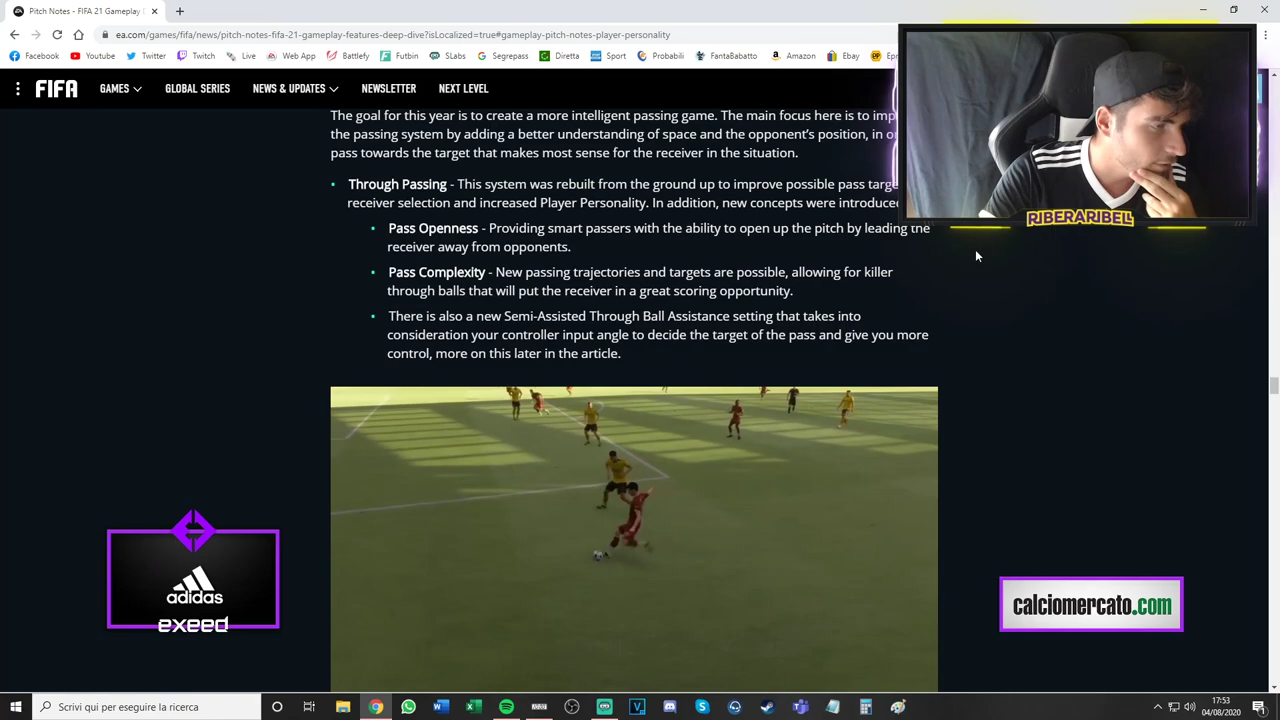 Pitch Notes - FIFA 21 Gameplay
ea.com/games/fifa/news/pitch-notes-fifa-21-gameplay-features-deep-dive?isLocalized=true#gameplay-pitch-notes-player-personality
Facebook Youtube Twitch Live Web App Battlefy Futbin SLabs Segrepass Diretta Sport Probabili FantaBabatto Amazon Ebay
FIFA GAMES GLOBAL SERIES NEWS & UPDATES NEWSLETTER NEXT LEVEL
The goal for this year is to create a more intelligent passing game. The main focus here is to
the passing system by adding a better understanding of space and the opponent's position, in
pass towards the target that makes most sense for the receiver in the situation.
• Through Passing - This system was rebuilt from the ground up to improve possible pass
receiver selection and increased Player Personality. In addition, new concepts were introduced
RIBERARIBEL
• Pass Openness - Providing smart passers with the ability to open up the pitch by leading the
receiver away from opponents.
• Pass Complexity - New passing trajectories and targets are possible, allowing for killer
through balls that will put the receiver in a great scoring opportunity.
• There is also a new Semi-Assisted Through Ball Assistance setting that takes into
consideration your controller input angle to decide the target of the pass and give you more
control, more on this later in the article.
adidas
exeed
calciomercato.com
Scrivi qui per eseguire la ricerca
17:53
04/08/2020